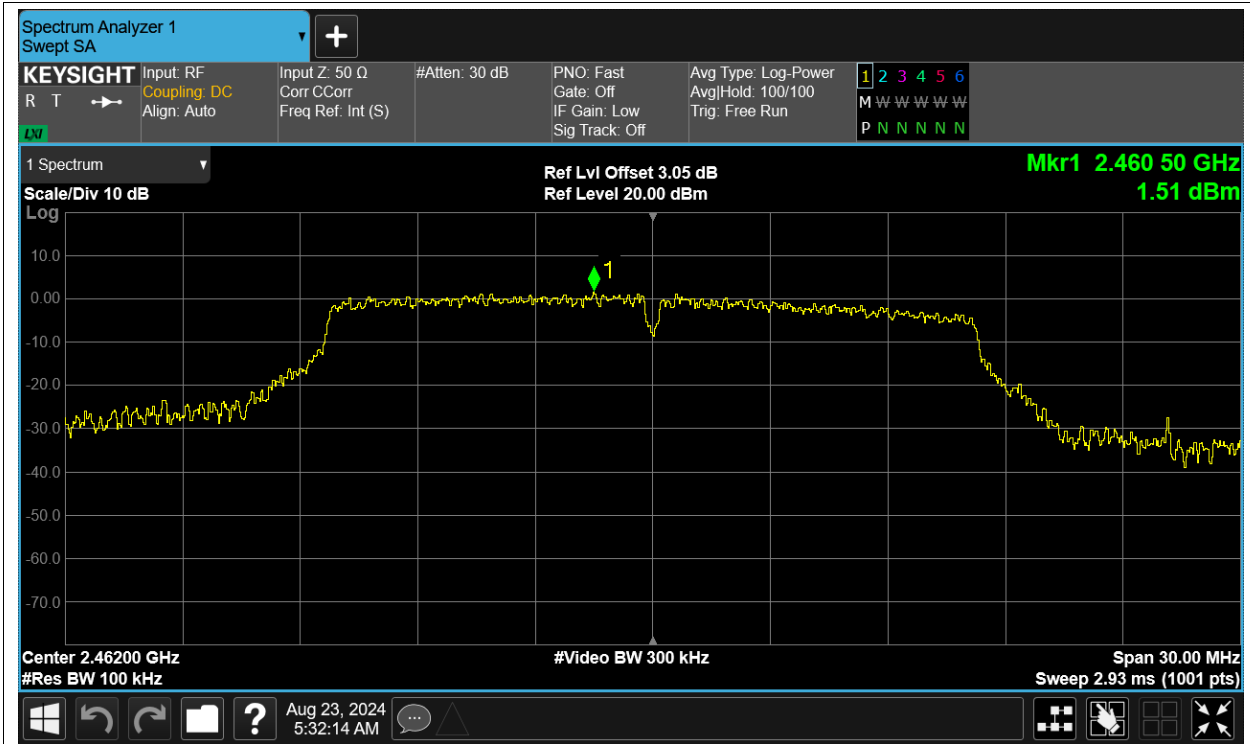 Spectrum Analyzer 1
Swept SA
KEYSIGHT
R T
LXI
Input: RF
Coupling: DC
Align: Auto
Input Z: 50 Ω
Corr CCorr
Freq Ref: Int (S)
#Atten: 30 dB
PNO: Fast
Gate: Off
IF Gain: Low
Sig Track: Off
Avg Type: Log-Power
Avg|Hold: 100/100
Trig: Free Run
1 2 3 4 5 6
M W W W W W
P N N N N N
1 Spectrum
Scale/Div 10 dB
Log
Ref Lvl Offset 3.05 dB
Ref Level 20.00 dBm
Mkr1 2.460 50 GHz
1.51 dBm
1
10.0
0.00
-10.0
-20.0
-30.0
-40.0
-50.0
-60.0
-70.0
Center 2.46200 GHz
#Video BW 300 kHz
Span 30.00 MHz
#Res BW 100 kHz
Sweep 2.93 ms (1001 pts)
?
Aug 23, 2024
5:32:14 AM